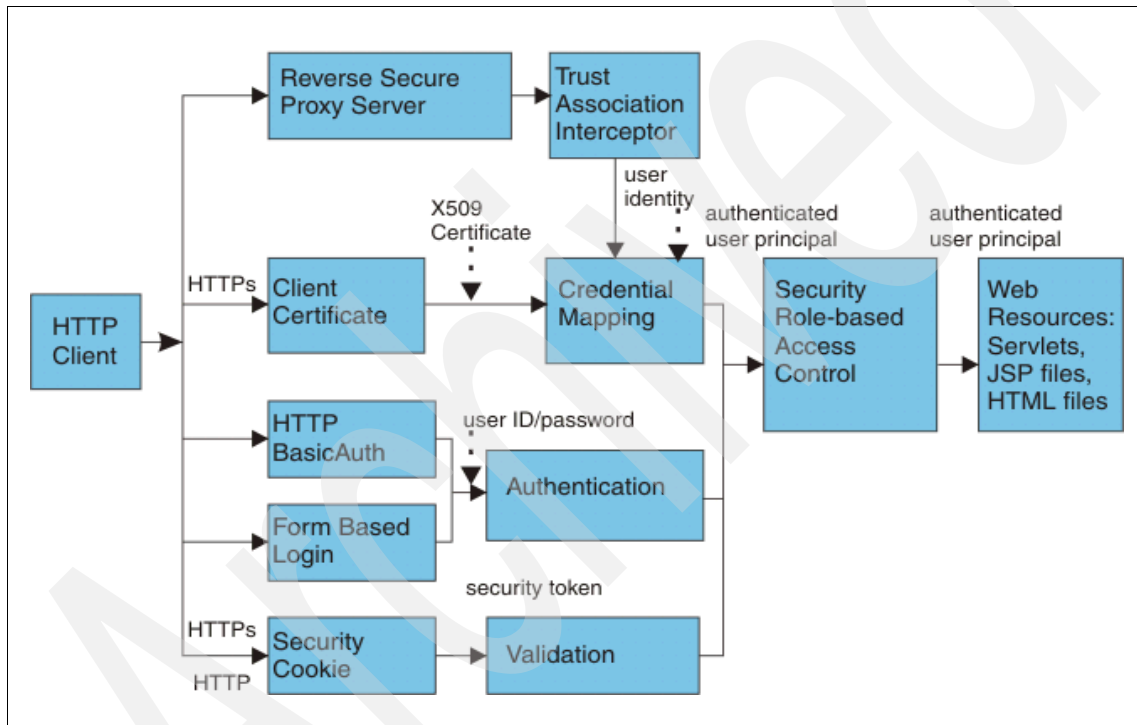 Reverse Secure
Proxy Server
Trust
Association
Interceptor
user
identity
X509
Certificate
authenticated
user principal
authenticated
user principal
HTTPs
HTTP
Client
Client
Certificate
Credential
Mapping
Security
Role-based
Access
Control
Web
Resources:
Servlets,
JSP files,
HTML files
HTTP
BasicAuth
user ID/password
Authentication
Form Based
Login
security token
HTTPs
HTTP
Security
Cookie
Validation
Archived